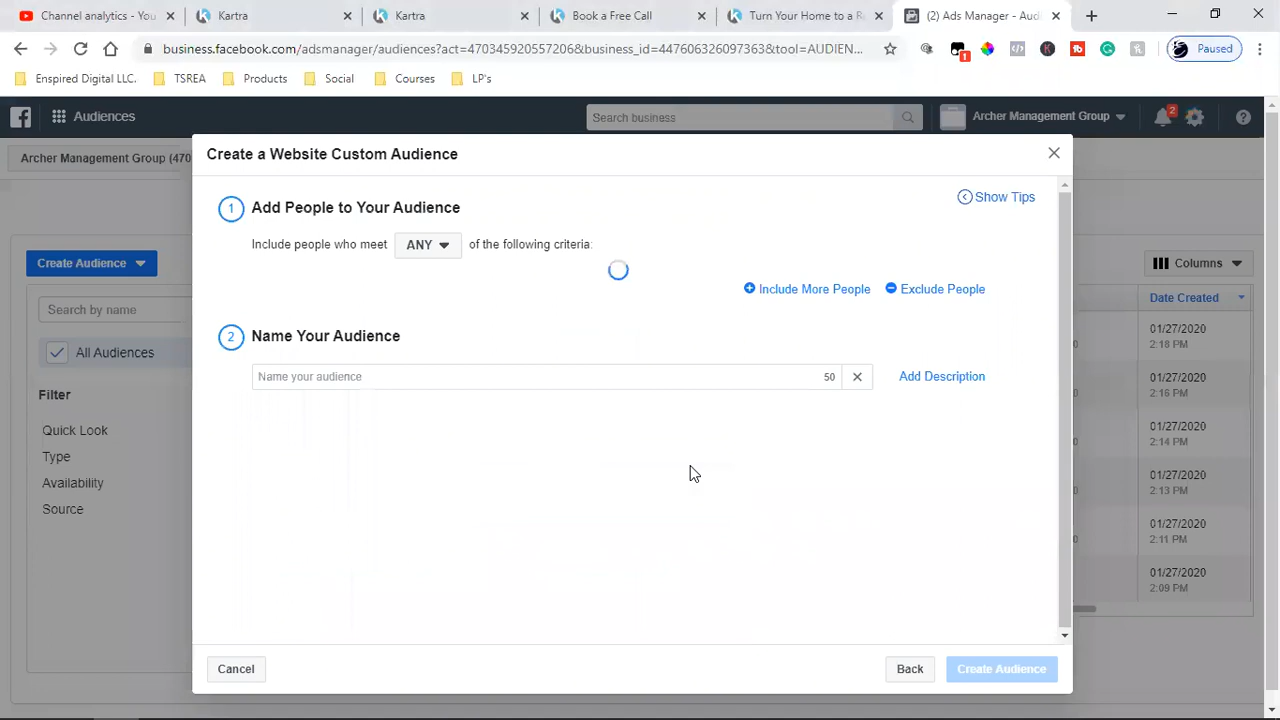 Channel analytics - You
Kartra
Kartra
Book a Free Call
Turn Your Home to a R
(2) Ads Manager - Audi
business.facebook.com/adsmanager/audiences?act=470345920557206&business_id=447606326097363&tool=AUDIEN...
1
Paused
Enspired Digital LLC.
TSREA
Products
Social
Courses
LP's
Audiences
Search business
Archer Management Group
2
Archer Management Group (470
Create a Website Custom Audience
Show Tips
1
Add People to Your Audience
Include people who meet ANY of the following criteria:
Include More People
Exclude People
2
Name Your Audience
Name your audience
50
Add Description
Cancel
Back
Create Audience
Create Audience
Search by name
All Audiences
Filter
Quick Look
Type
Availability
Source
Columns
Date Created
01/27/2020
2:18 PM
01/27/2020
2:16 PM
01/27/2020
2:14 PM
01/27/2020
2:13 PM
01/27/2020
2:11 PM
01/27/2020
2:09 PM